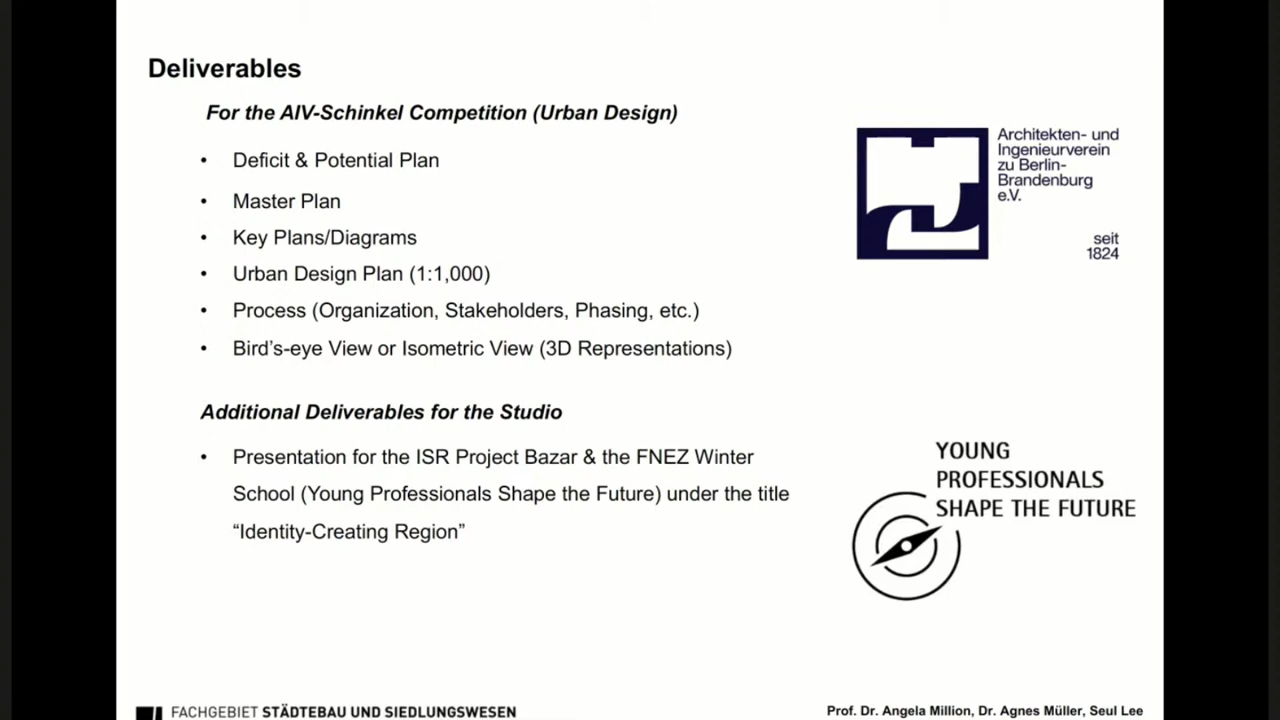 Deliverables
For the AIV-Schinkel Competition (Urban Design)
• Deficit & Potential Plan
• Master Plan
• Key Plans/Diagrams
• Urban Design Plan (1:1,000)
• Process (Organization, Stakeholders, Phasing, etc.)
• Bird’s-eye View or Isometric View (3D Representations)
Architekten- und
Ingenieurverein
zu Berlin-
Brandenburg
e.V.
seit
1824
Additional Deliverables for the Studio
• Presentation for the ISR Project Bazar & the FNEZ Winter
School (Young Professionals Shape the Future) under the title
“Identity-Creating Region”
YOUNG
PROFESSIONALS
SHAPE THE FUTURE
FACHGEBIET STÄDTEBAU UND SIEDLUNGSWESEN
Prof. Dr. Angela Million, Dr. Agnes Müller, Seul Lee